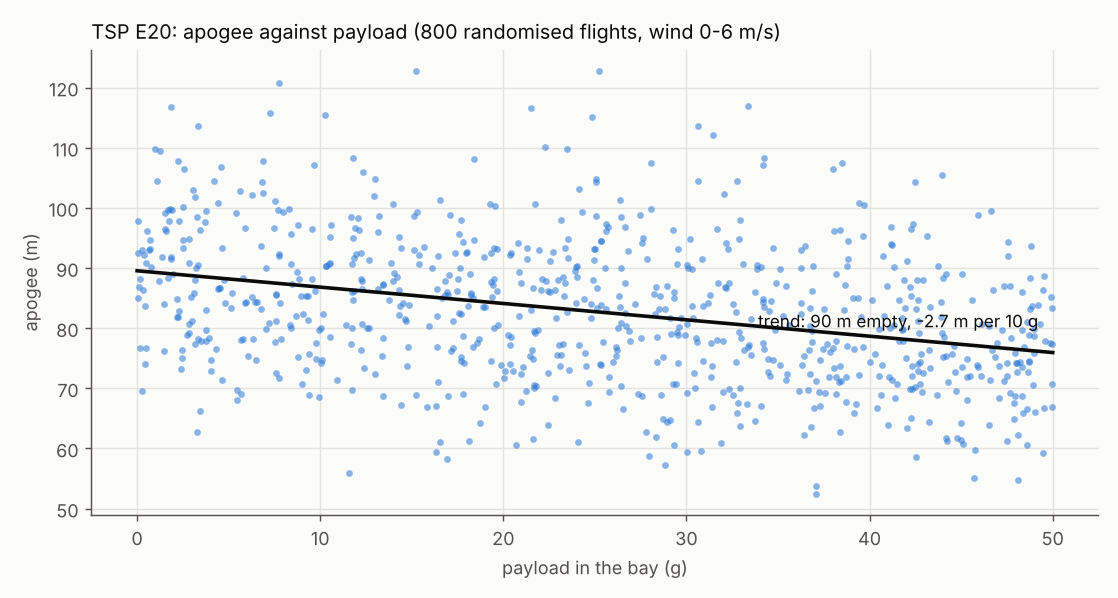 TSP E20: apogee against payload (800 randomised flights, wind 0-6 m/s)
120
110
100
90
80
70
60
50
apogee (m)
trend: 90 m empty, -2.7 m per 10 g
0 10 20 30 40 50
payload in the bay (g)